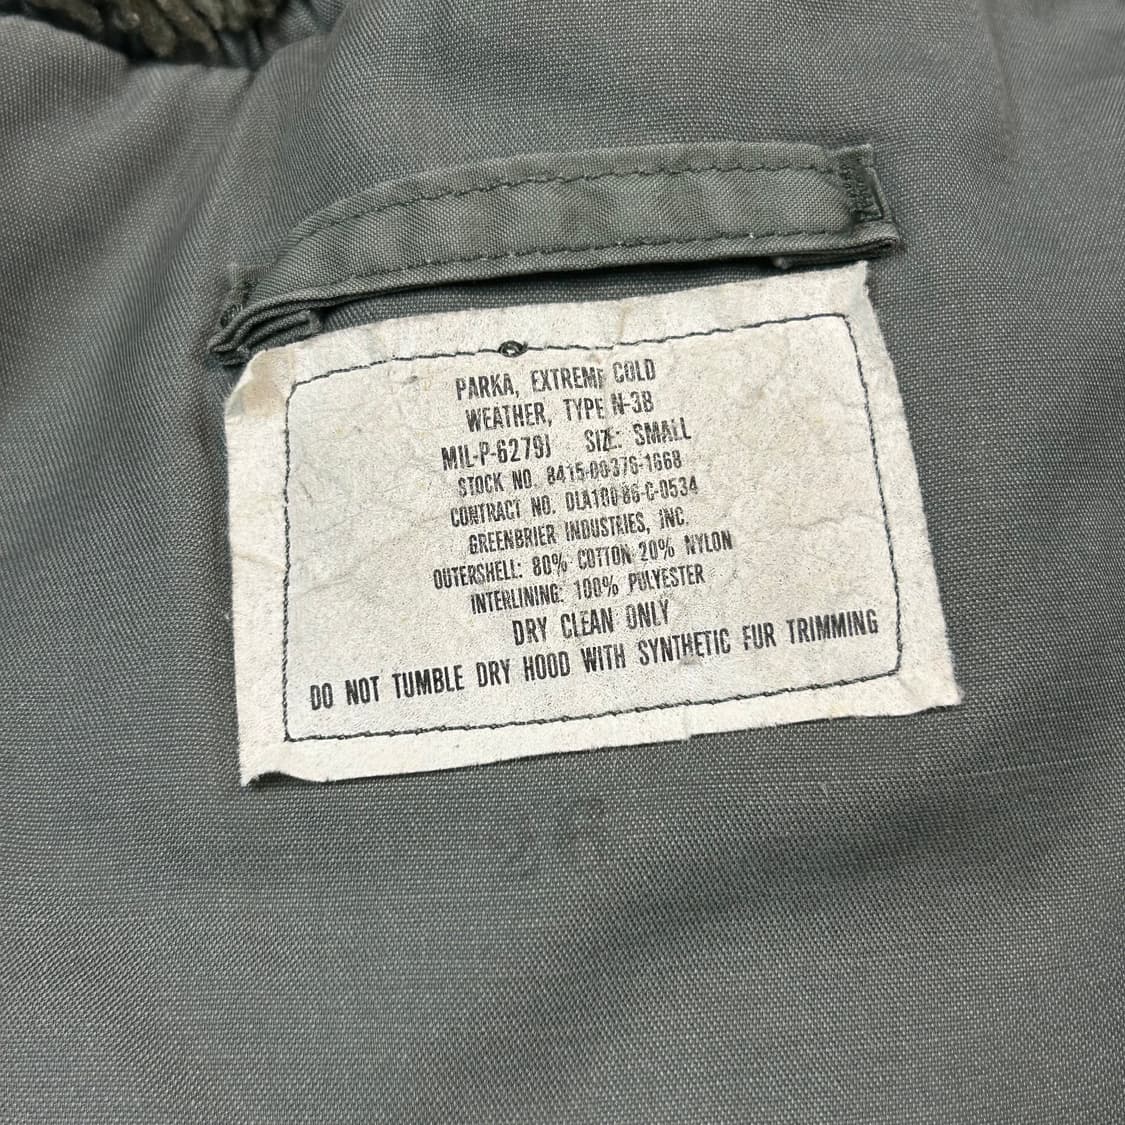 PARKA, EXTREME COLD
WEATHER, TYPE N-3B
MIL-P-6279J SIZE: SMALL
STOCK NO. 8415-00-376-1668
CONTRACT NO. DLA100-86-C-0534
GREENBRIER INDUSTRIES, INC.
OUTERSHELL: 80% COTTON 20% NYLON
INTERLINING: 100% POLYESTER
DRY CLEAN ONLY
DO NOT TUMBLE DRY HOOD WITH SYNTHETIC FUR TRIMMING